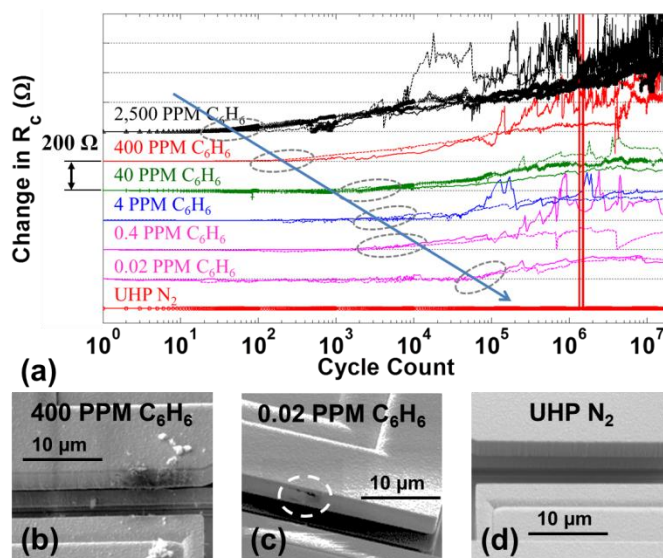 Change in Rc (Ω)
200 Ω
2,500 PPM C6H6
400 PPM C6H6
40 PPM C6H6
4 PPM C6H6
0.4 PPM C6H6
0.02 PPM C6H6
UHP N2
10^0 10^1 10^2 10^3 10^4 10^5 10^6 10^7
Cycle Count
(a)
400 PPM C6H6
10 μm
(b)
0.02 PPM C6H6
10 μm
(c)
UHP N2
10 μm
(d)